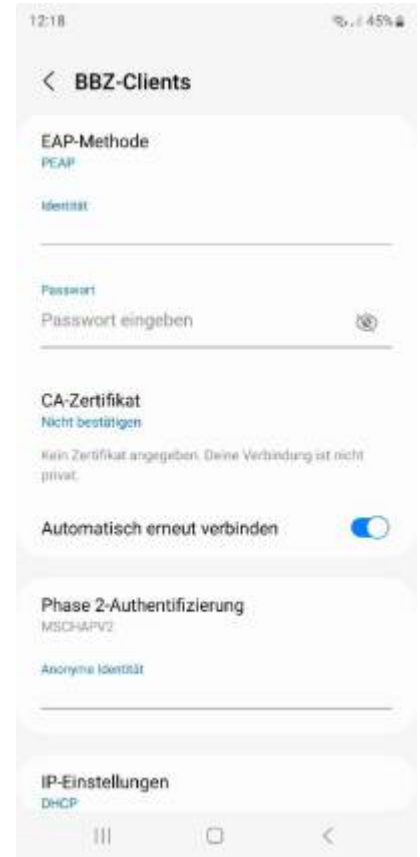 12:18
45%
BBZ-Clients
EAP-Methode
PEAP
Identität
Passwort
Passwort eingeben
CA-Zertifikat
Nicht bestätigen
Kein Zertifikat angegeben. Deine Verbindung ist nicht
privat.
Automatisch erneut verbinden
Phase 2-Authentifizierung
MSCHAPV2
Anonyme Identität
IP-Einstellungen
DHCP